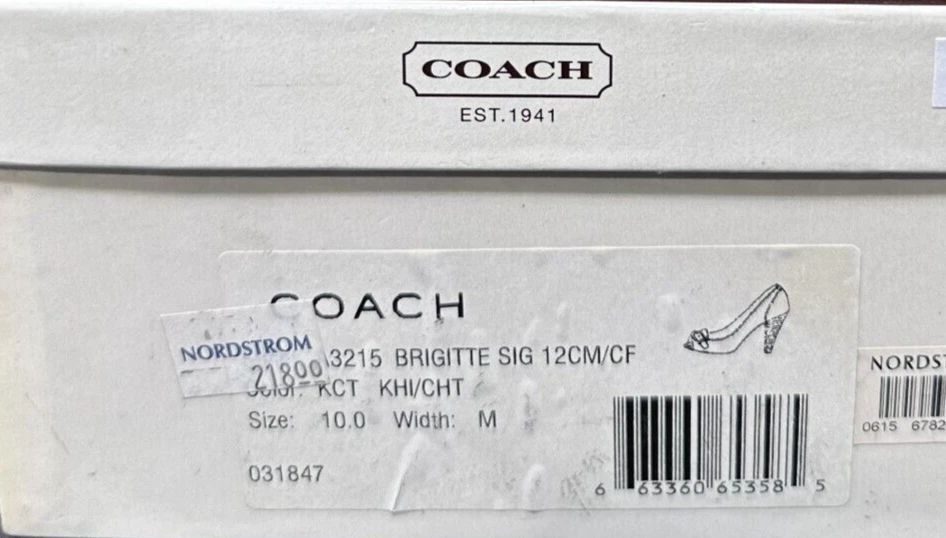 COACH
EST.1941
COACH
NORDSTROM
21800
3215 BRIGITTE SIG 12CM/CF
Color: KCT KHI/CHT
Size: 10.0 Width: M
031847
6 63360 65358 5
NORDST
0615 6782